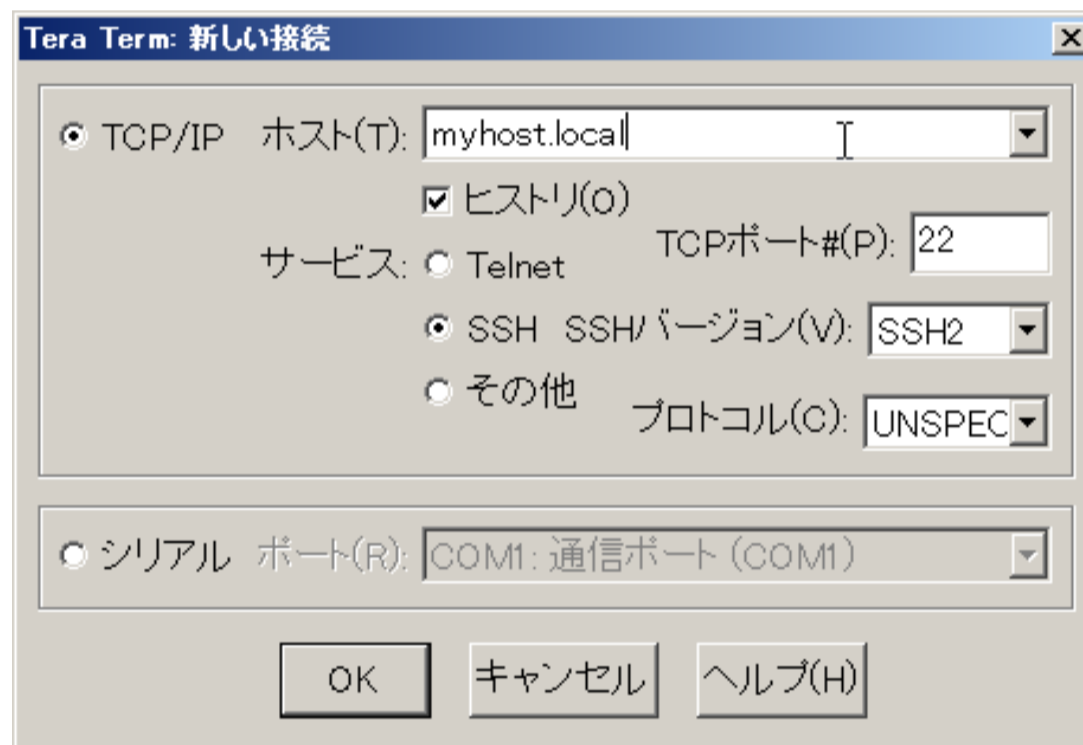 Tera Term: 新しい接続
TCP/IP ホスト(T): myhost.local
ヒストリ(O)
サービス: Telnet TCPポート#(P): 22
SSH SSHバージョン(V): SSH2
その他 プロトコル(C): UNSPEC
シリアル ポート(R): COM1: 通信ポート (COM1)
OK キャンセル ヘルプ(H)